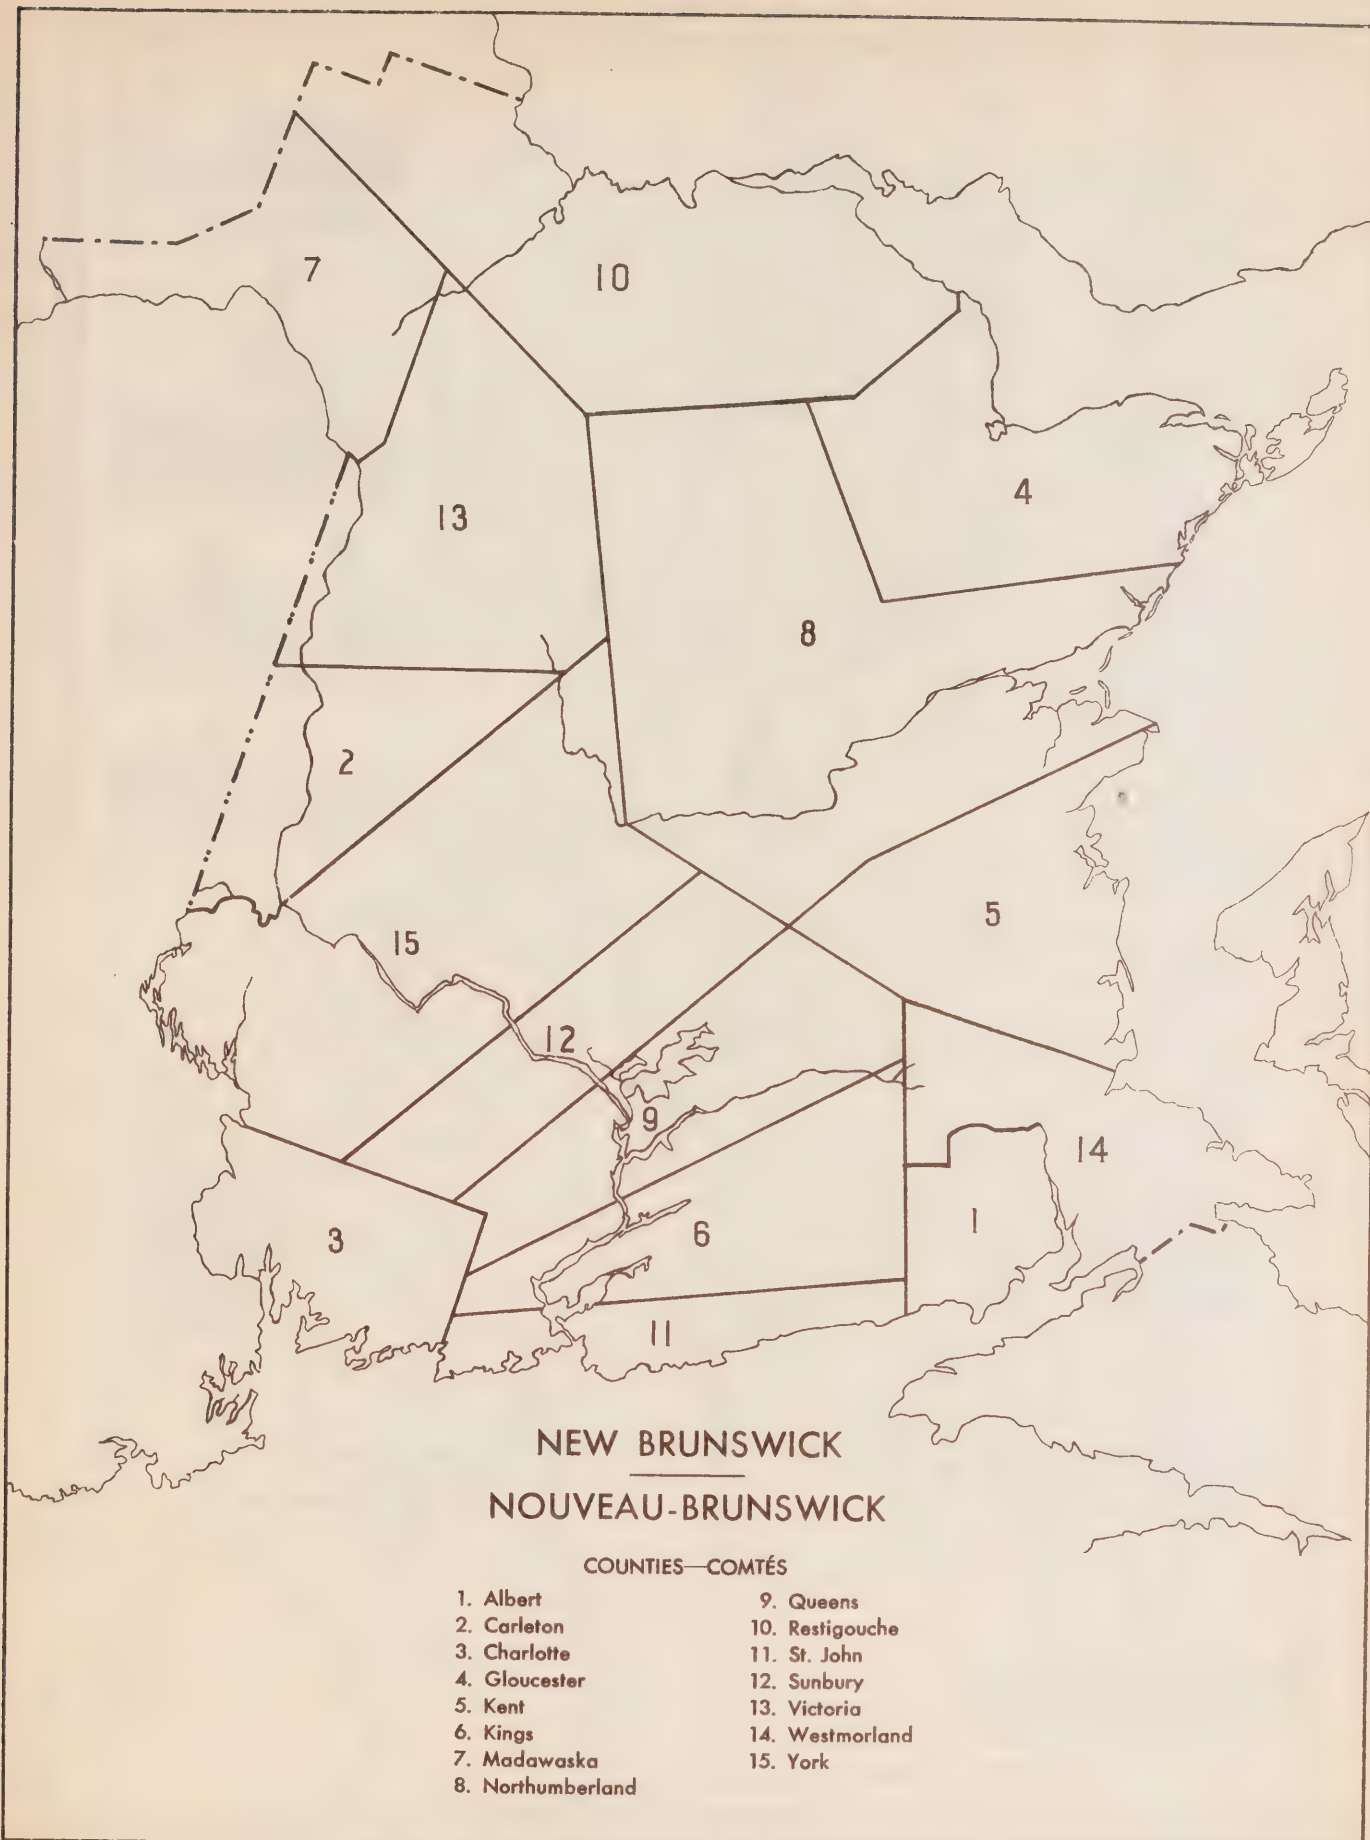 7
10
13
4
8
2
5
15
12
9
14
1
6
3
11
NEW BRUNSWICK
NOUVEAU-BRUNSWICK
COUNTIES—COMTÉS
1. Albert
2. Carleton
3. Charlotte
4. Gloucester
5. Kent
6. Kings
7. Madawaska
8. Northumberland
9. Queens
10. Restigouche
11. St. John
12. Sunbury
13. Victoria
14. Westmorland
15. York